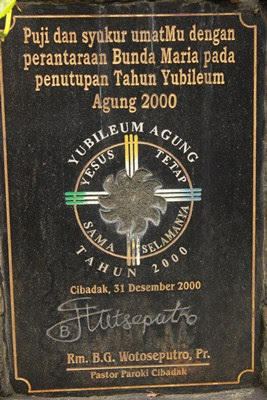 Puji dan syukur umatMu dengan
perantaraan Bunda Maria pada
penutupan Tahun Yubileum
Agung 2000
YUBILEUM AGUNG
YESUS TETAP
SAMA SELAMANYA
TAHUN 2000
Cibadak, 31 Desember 2000
Rm. B.G. Wotoseputro, Pr.
Pastor Paroki Cibadak